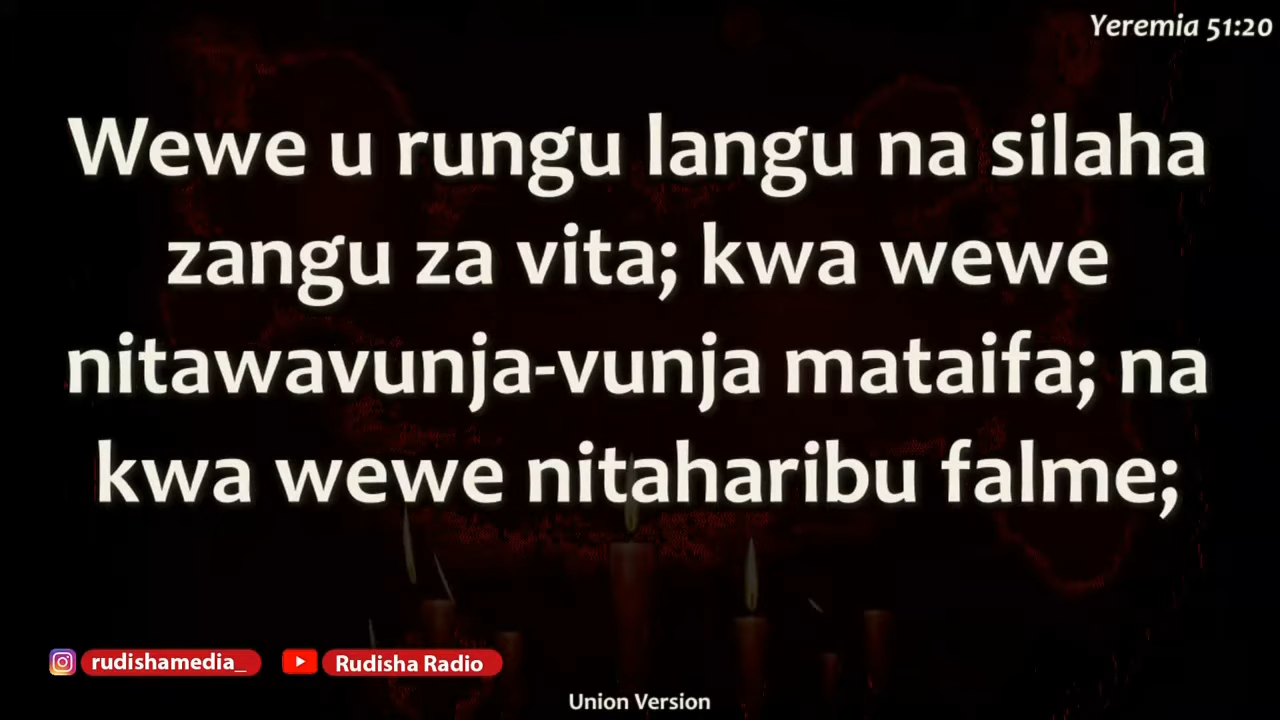 Yeremia 51:20
Wewe u rungu langu na silaha
zangu za vita; kwa wewe
nitawavunja-vunja mataifa; na
kwa wewe nitaharibu falme;
rudishamedia_
Rudisha Radio
Union Version